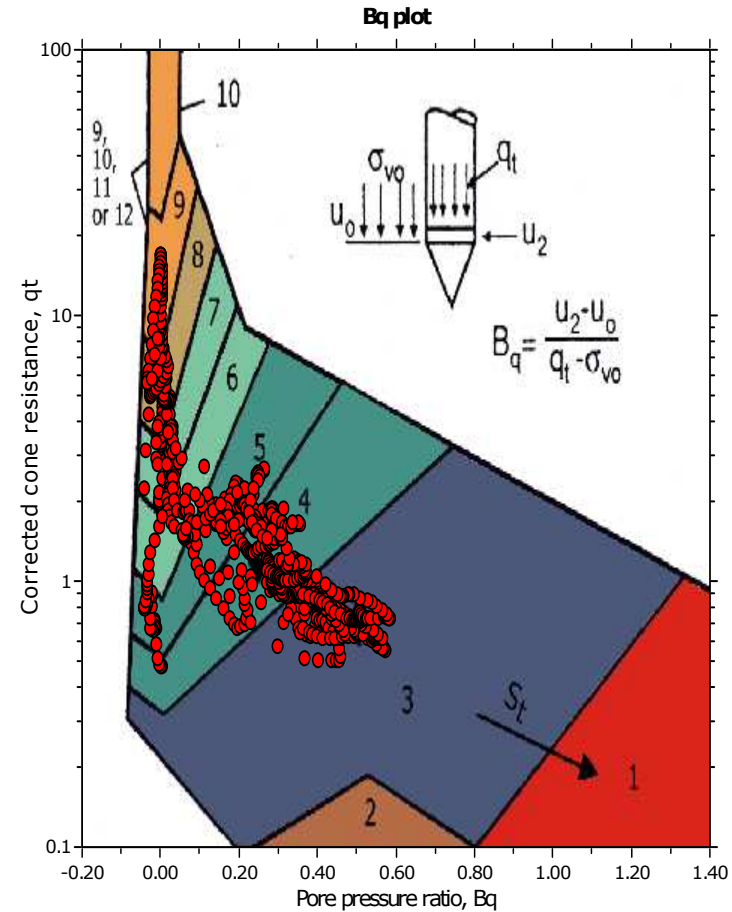 Bq plot
Corrected cone resistance, qt
100
10
1
0.1
-0.20
0.00
0.20
0.40
0.60
0.80
1.00
1.20
1.40
Pore pressure ratio, Bq
10
9,
10,
11
or 12
9
8
7
6
5
4
3
2
1
St
σvo
uo
qt
u2
Bq= u2-uo
qt-σvo